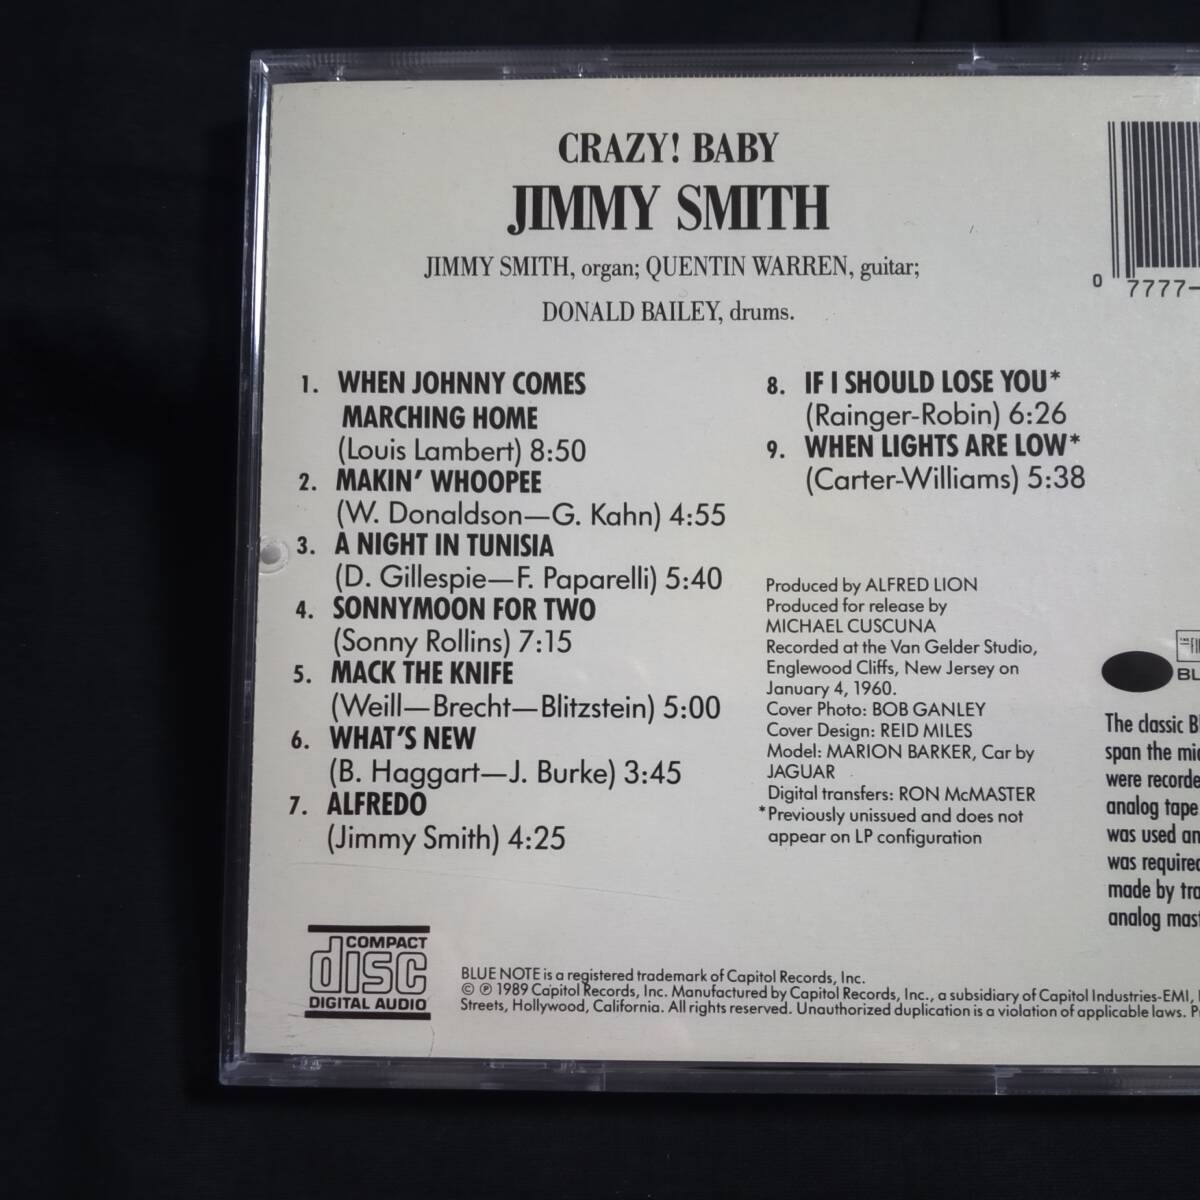 CRAZY! BABY
JIMMY SMITH
JIMMY SMITH, organ; QUENTIN WARREN, guitar;
DONALD BAILEY, drums.
1. WHEN JOHNNY COMES
MARCHING HOME
(Louis Lambert) 8:50
2. MAKIN' WHOOPEE
(W. Donaldson—G. Kahn) 4:55
3. A NIGHT IN TUNISIA
(D. Gillespie—F. Paparelli) 5:40
4. SONNYMOON FOR TWO
(Sonny Rollins) 7:15
5. MACK THE KNIFE
(Weill—Brecht—Blitzstein) 5:00
6. WHAT'S NEW
(B. Haggart—J. Burke) 3:45
7. ALFREDO
(Jimmy Smith) 4:25
8. IF I SHOULD LOSE YOU*
(Rainger-Robin) 6:26
9. WHEN LIGHTS ARE LOW*
(Carter-Williams) 5:38
Produced by ALFRED LION
Produced for release by
MICHAEL CUSCUNA
Recorded at the Van Gelder Studio,
Englewood Cliffs, New Jersey on
January 4, 1960.
Cover Photo: BOB GANLEY
Cover Design: REID MILES
Model: MARION BARKER, Car by
JAGUAR
Digital transfers: RON McMASTER
*Previously unissued and does not
appear on LP configuration
0 7777-
The classic
span the
were
analog tape
was used
was
made by
analog
COMPACT
disc
DIGITAL AUDIO
BLUE NOTE is a registered trademark of Capitol Records, Inc.
© ℗ 1989 Capitol Records, Inc. Manufactured by Capitol Records, Inc., a subsidiary of Capitol Industries-EMI,
Streets, Hollywood, California. All rights reserved. Unauthorized duplication is a violation of applicable laws.